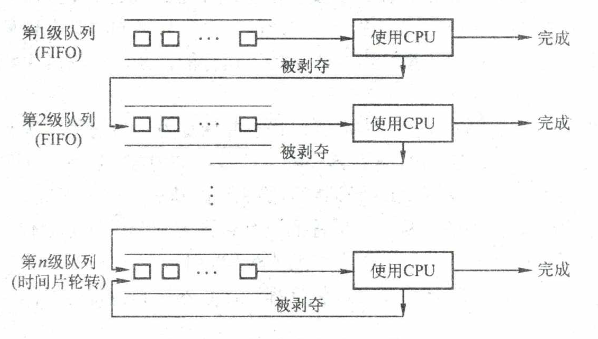 第1级队列
(FIFO)
使用CPU
完成
被剥夺
第2级队列
(FIFO)
使用CPU
完成
被剥夺
第n级队列
(时间片轮转)
使用CPU
完成
被剥夺